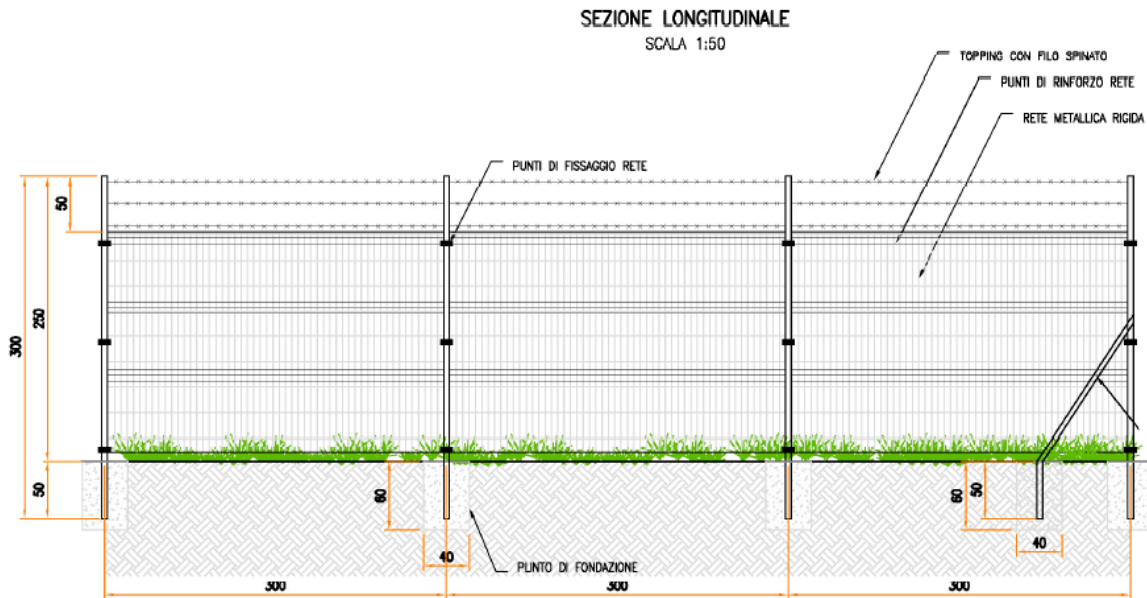 SEZIONE LONGITUDINALE
SCALA 1:50
TOPPING CON FILO SPINATO
PUNTI DI RINFORZO RETE
RETE METALLICA RIGIDA
PUNTI DI FISSAGGIO RETE
50
250
300
50
60
60
50
40
40
PUNTO DI FONDAZIONE
300
300
300